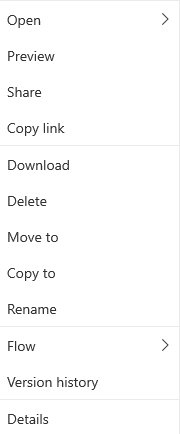 Open
Preview
Share
Copy link
Download
Delete
Move to
Copy to
Rename
Flow
Version history
Details